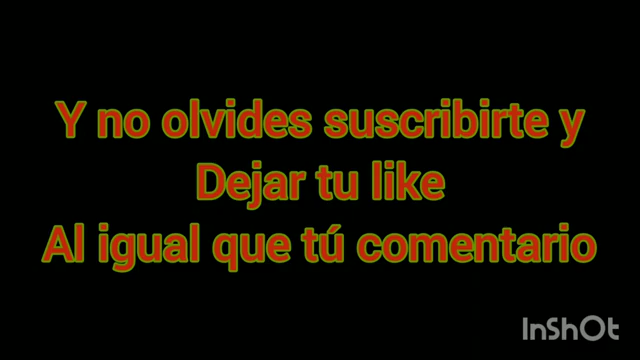 Y no olvides suscribirte y
Dejar tu like
Al igual que tú comentario
InShOt